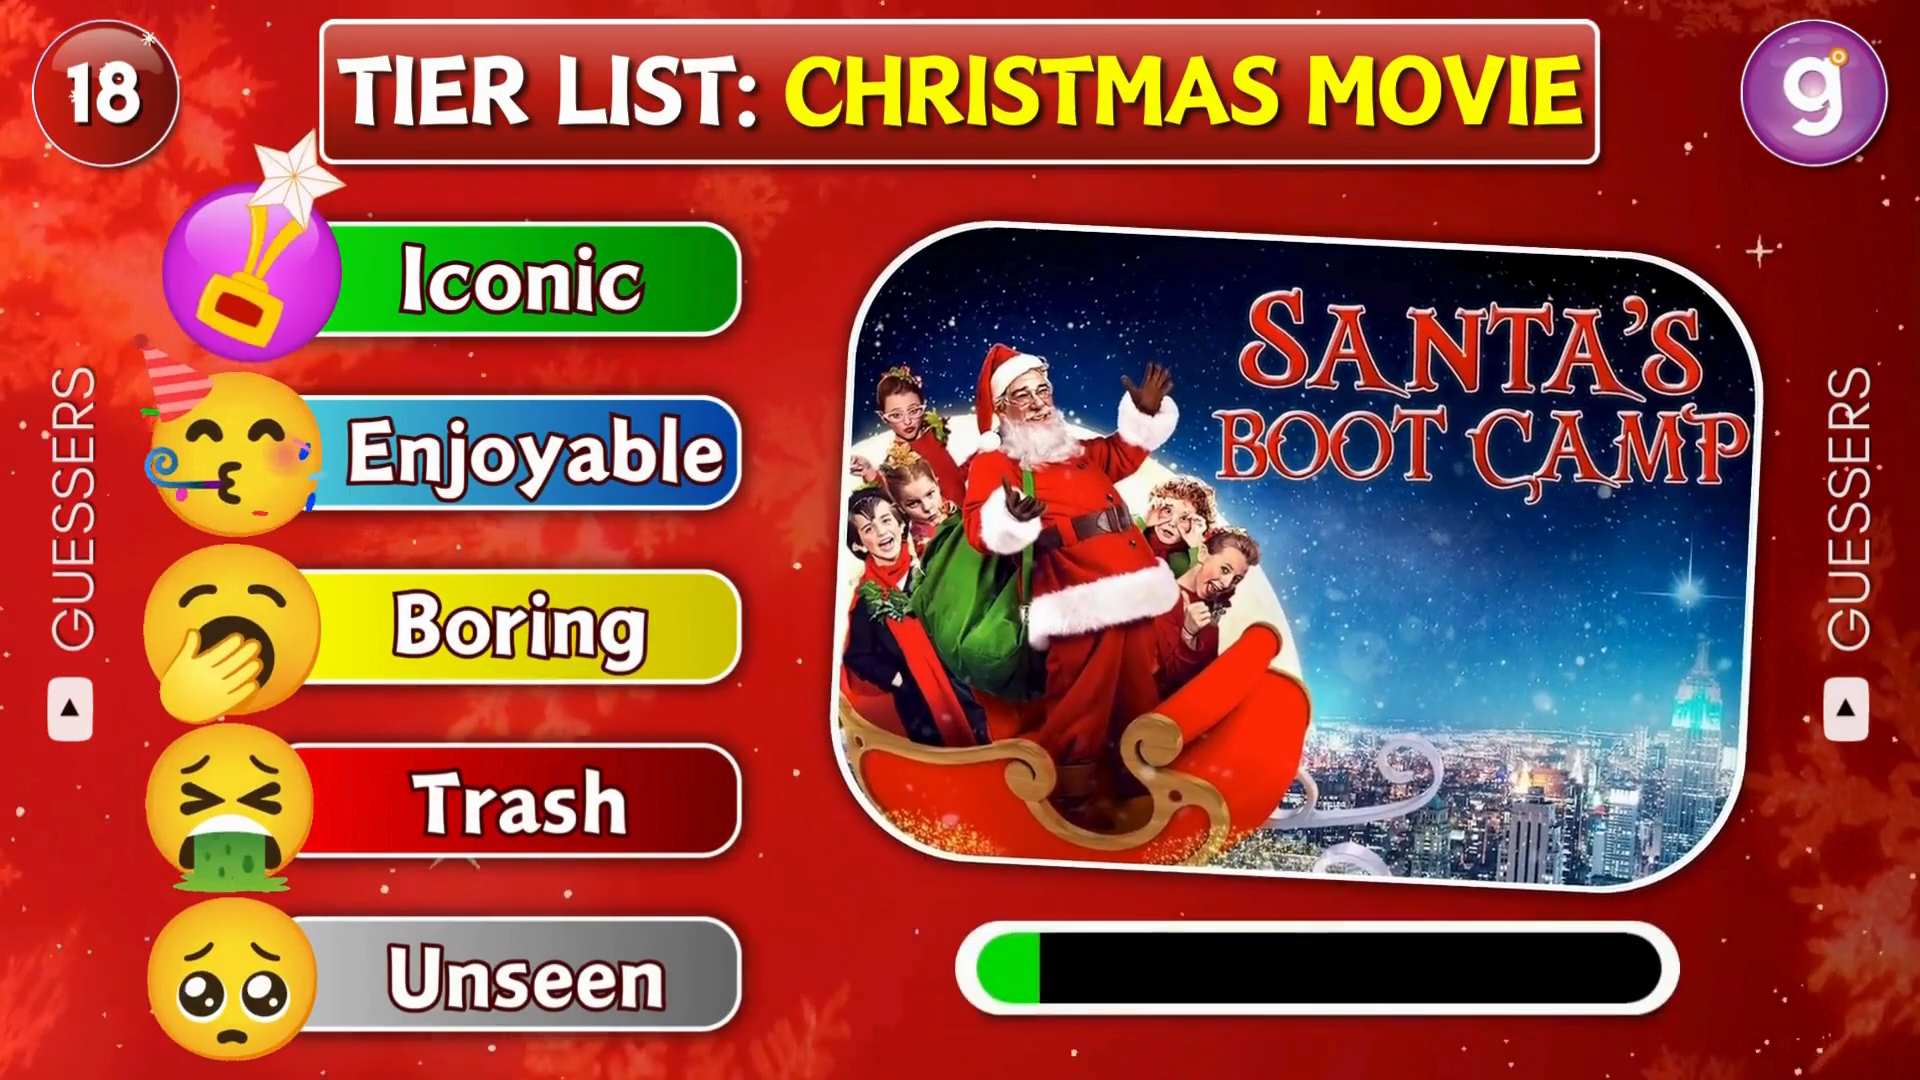 18
TIER LIST: CHRISTMAS MOVIE
g
Iconic
Enjoyable
Boring
Trash
Unseen
SANTA'S
BOOT CAMP
GUESSERS
GUESSERS